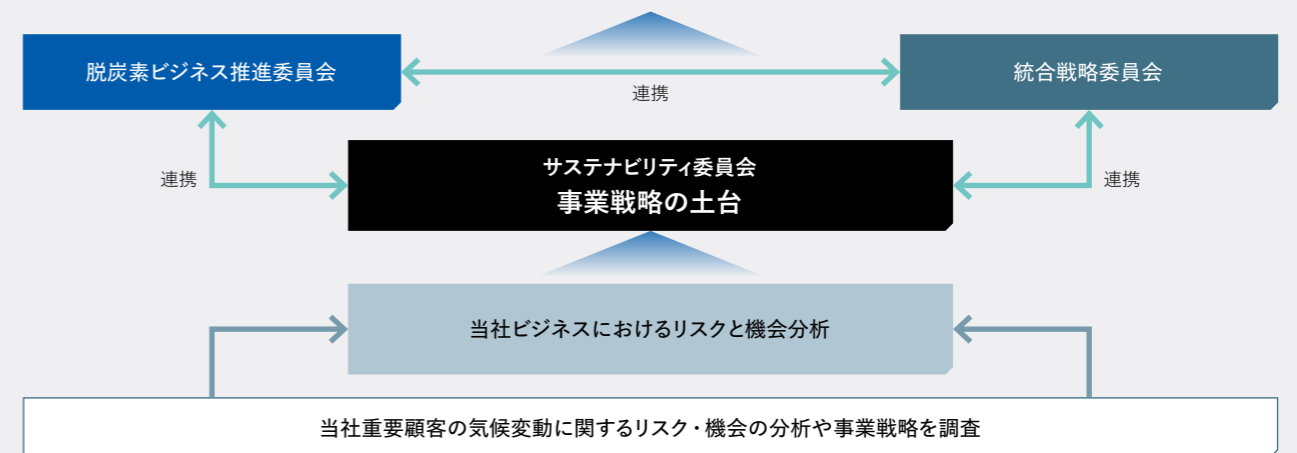 脱炭素ビジネス推進委員会
統合戦略委員会
連携
サステナビリティ委員会
事業戦略の土台
連携
連携
当社ビジネスにおけるリスクと機会分析
当社重要顧客の気候変動に関するリスク・機会の分析や事業戦略を調査